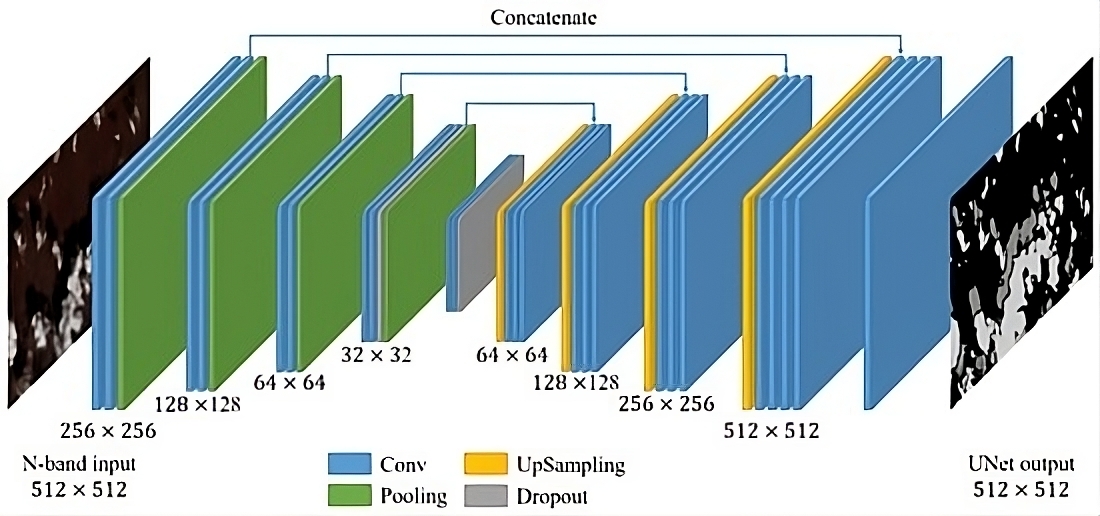 Concatenate
32 × 32
64 × 64
64 × 64
128 ×128
128 ×128
256 × 256
256 × 256
512 × 512
N-band input
512 × 512
Conv
UpSampling
Pooling
Dropout
UNet output
512 × 512